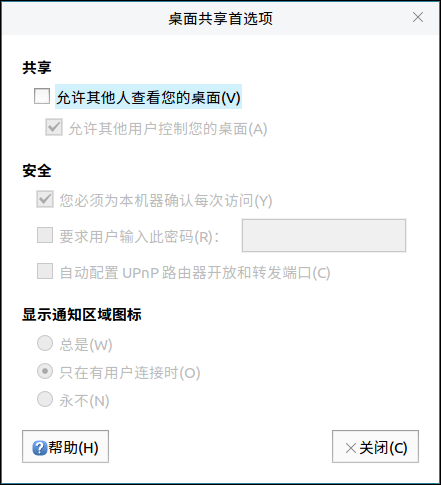 桌面共享首选项
共享
允许其他人查看您的桌面(V)
允许其他用户控制您的桌面(A)
安全
您必须为本机器确认每次访问(Y)
要求用户输入此密码(R)：
自动配置 UPnP 路由器开放和转发端口(C)
显示通知区域图标
总是(W)
只在有用户连接时(O)
永不(N)
帮助(H)
关闭(C)